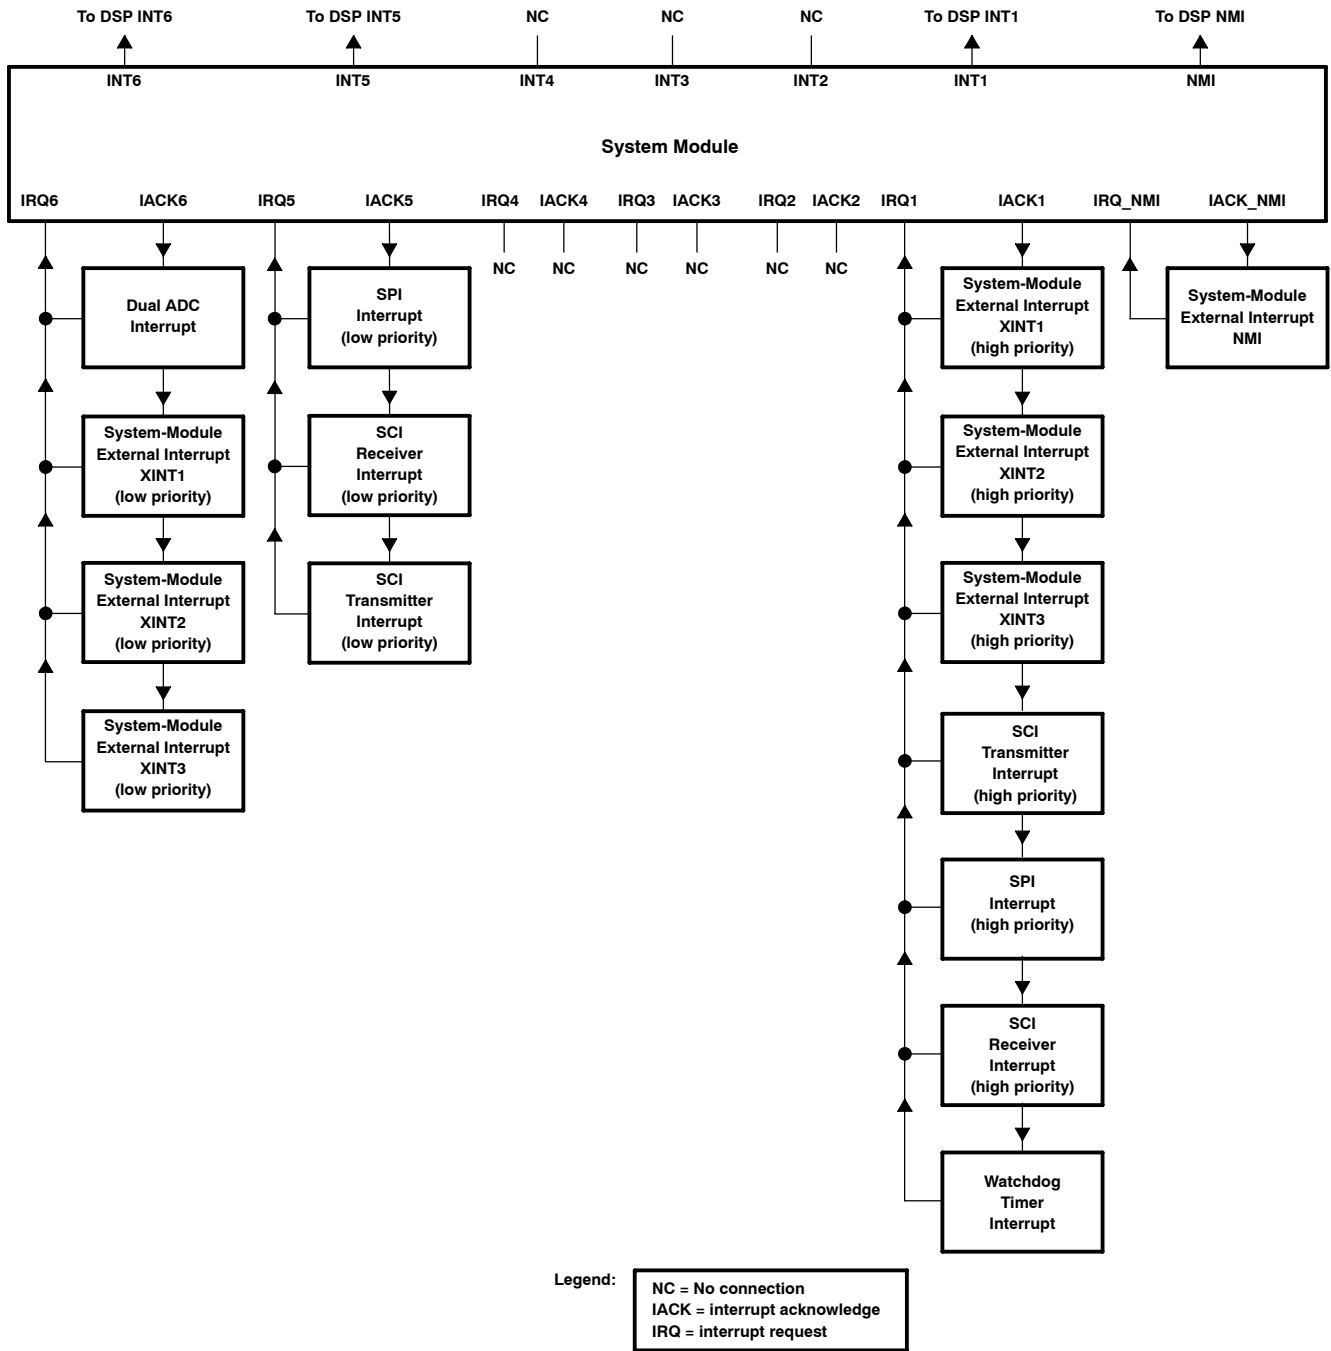 To DSP INT6
To DSP INT5
NC
NC
NC
To DSP INT1
To DSP NMI
INT6
INT5
INT4
INT3
INT2
INT1
NMI
System Module
IRQ6
IACK6
IRQ5
IACK5
IRQ4
IACK4
IRQ3
IACK3
IRQ2
IACK2
IRQ1
IACK1
IRQ_NMI
IACK_NMI
NC
NC
NC
NC
NC
NC
Dual ADC
Interrupt
System-Module
External Interrupt
XINT1
(low priority)
System-Module
External Interrupt
XINT2
(low priority)
System-Module
External Interrupt
XINT3
(low priority)
SPI
Interrupt
(low priority)
SCI
Receiver
Interrupt
(low priority)
SCI
Transmitter
Interrupt
(low priority)
System-Module
External Interrupt
XINT1
(high priority)
System-Module
External Interrupt
XINT2
(high priority)
System-Module
External Interrupt
XINT3
(high priority)
SCI
Transmitter
Interrupt
(high priority)
SPI
Interrupt
(high priority)
SCI
Receiver
Interrupt
(high priority)
Watchdog
Timer
Interrupt
System-Module
External Interrupt
NMI
Legend:
NC = No connection
IACK = interrupt acknowledge
IRQ = interrupt request